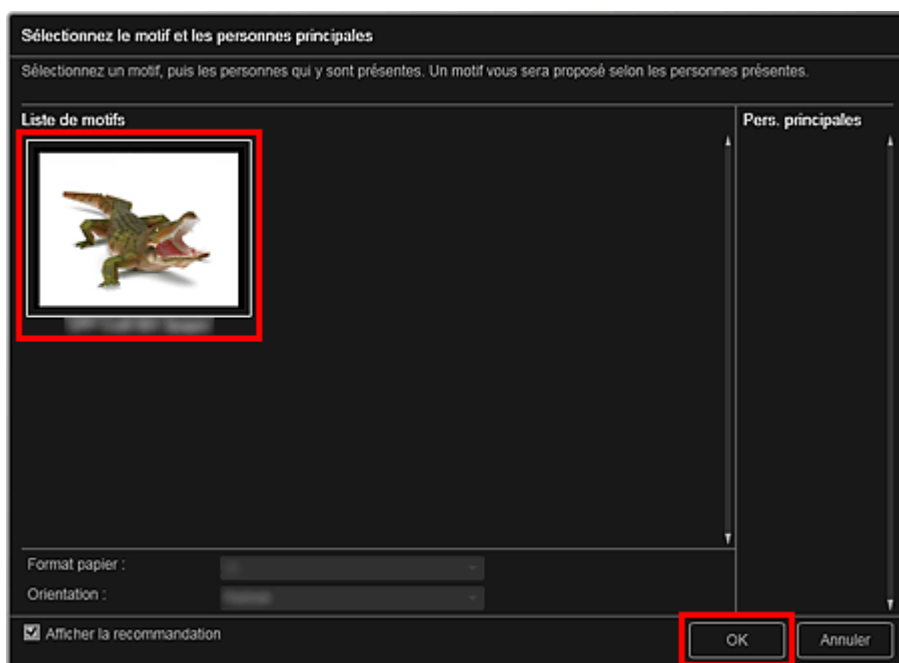 Sélectionnez le motif et les personnes principales
Sélectionnez un motif, puis les personnes qui y sont présentes. Un motif vous sera proposé selon les personnes présentes.
Liste de motifs
Pers. principales
Format papier :
Orientation :
Afficher la recommandation
OK
Annuler